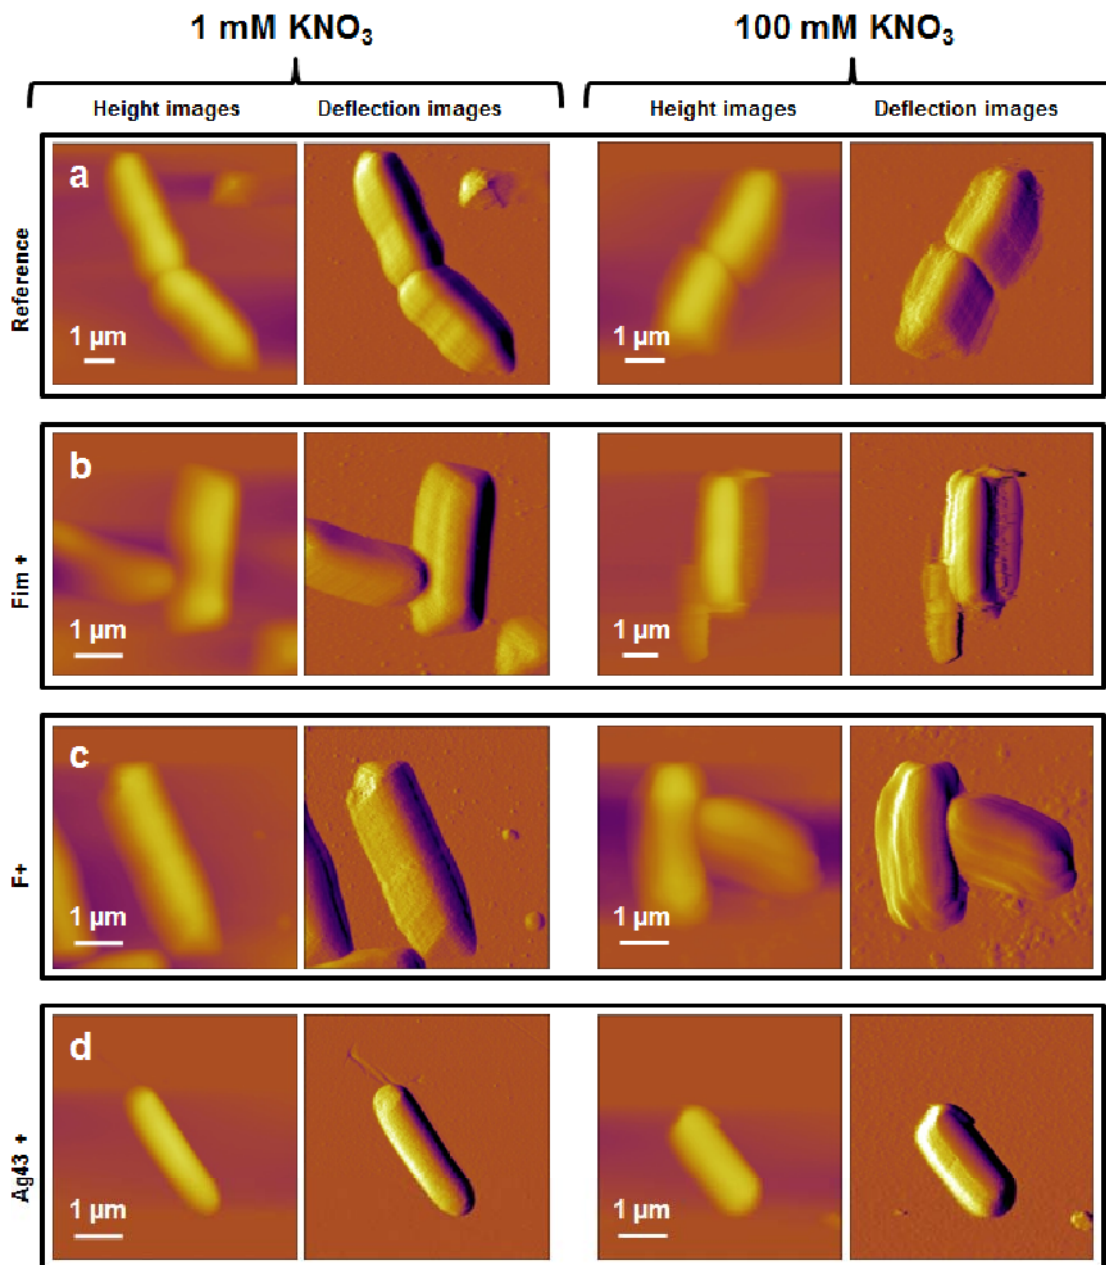 1 mM KNO₃ 100 mM KNO₃
Height images Deflection images Height images Deflection images
Reference
a
1 µm 1 µm
Fim +
b
1 µm 1 µm
F+
c
1 µm 1 µm
Ag43 +
d
1 µm 1 µm